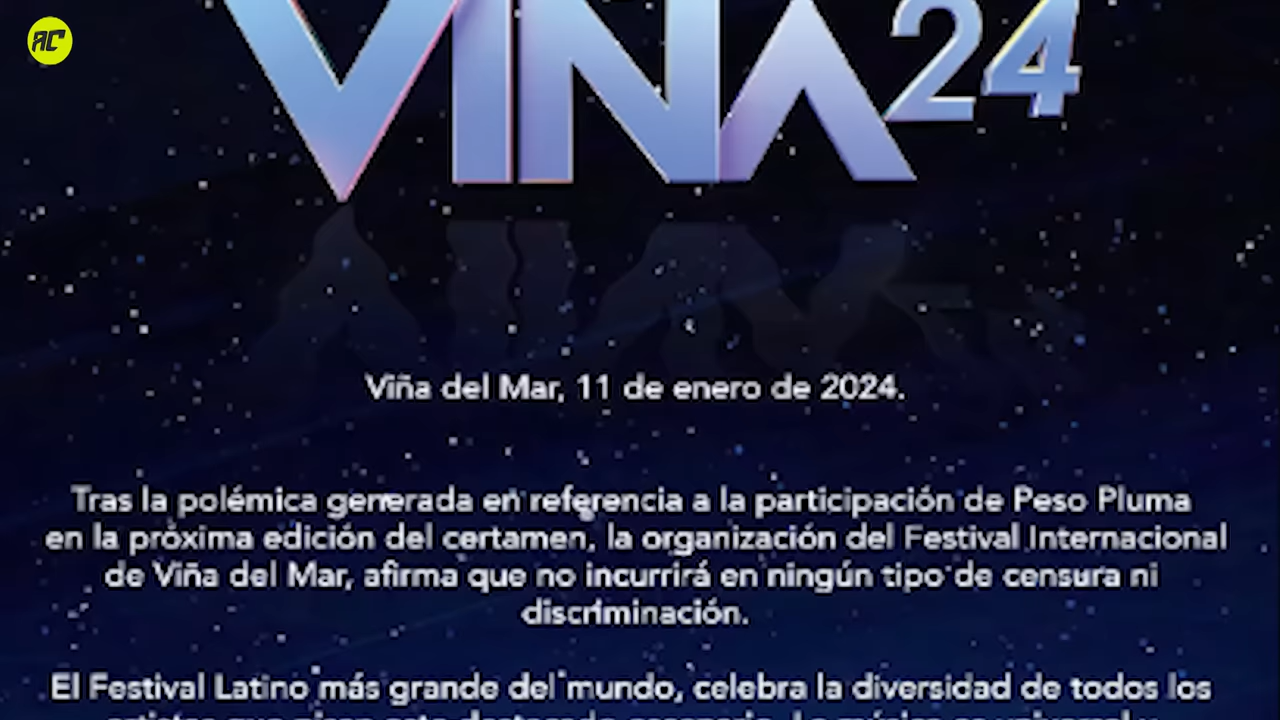 AC
VIÑA 24
Viña del Mar, 11 de enero de 2024.
Tras la polémica generada en referencia a la participación de Peso Pluma
en la próxima edición del certamen, la organización del Festival Internacional
de Viña del Mar, afirma que no incurrirá en ningún tipo de censura ni
discriminación.
El Festival Latino más grande del mundo, celebra la diversidad de todos los